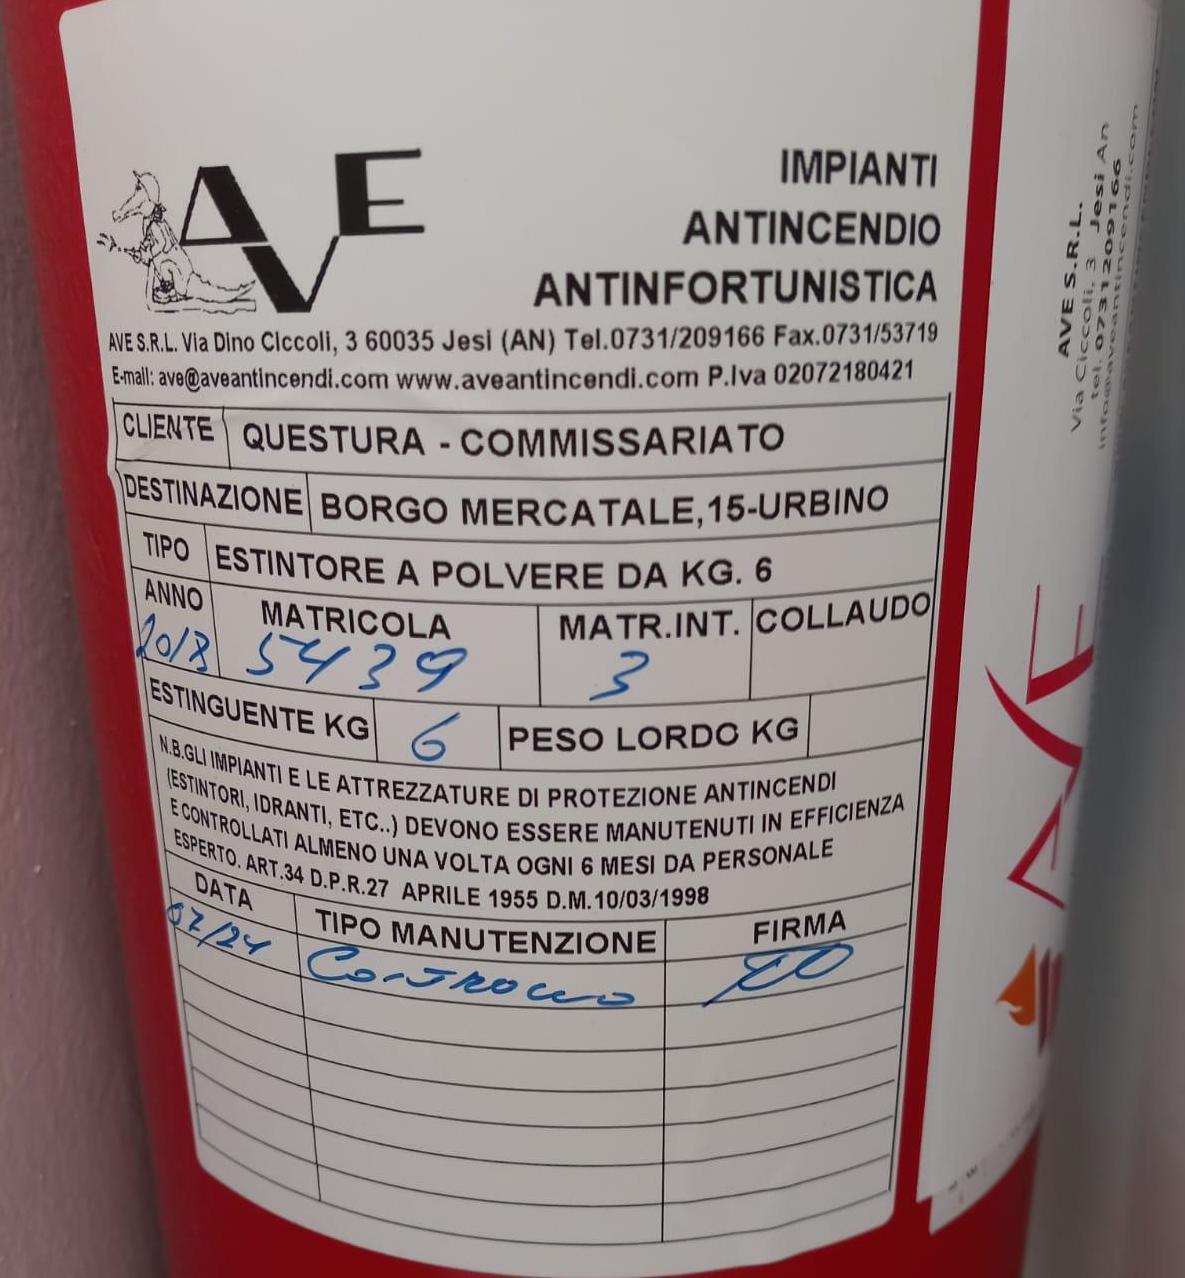 AVE
IMPIANTI
ANTINCENDIO
ANTINFORTUNISTICA
AVE S.R.L. Via Dino CIccoli, 3 60035 Jesi (AN) Tel.0731/209166 Fax.0731/53719
E-mail: ave@aveantincendi.com www.aveantincendi.com P.Iva 02072180421
CLIENTE QUESTURA - COMMISSARIATO
DESTINAZIONE BORGO MERCATALE,15-URBINO
TIPO ESTINTORE A POLVERE DA KG. 6
ANNO MATRICOLA MATR.INT. COLLAUDO
2018 5439 3
ESTINGUENTE KG 6 PESO LORDO KG
N.B.GLI IMPIANTI E LE ATTREZZATURE DI PROTEZIONE ANTINCENDI
(ESTINTORI, IDRANTI, ETC..) DEVONO ESSERE MANUTENUTI IN EFFICIENZA
E CONTROLLATI ALMENO UNA VOLTA OGNI 6 MESI DA PERSONALE
ESPERTO. ART.34 D.P.R.27 APRILE 1955 D.M.10/03/1998
DATA TIPO MANUTENZIONE FIRMA
07/24 CONTROLLO
AVE S.R.L.
Via Ciccoli, 3 Jesi An
tel. 0731209166
info@aveantincendi.com